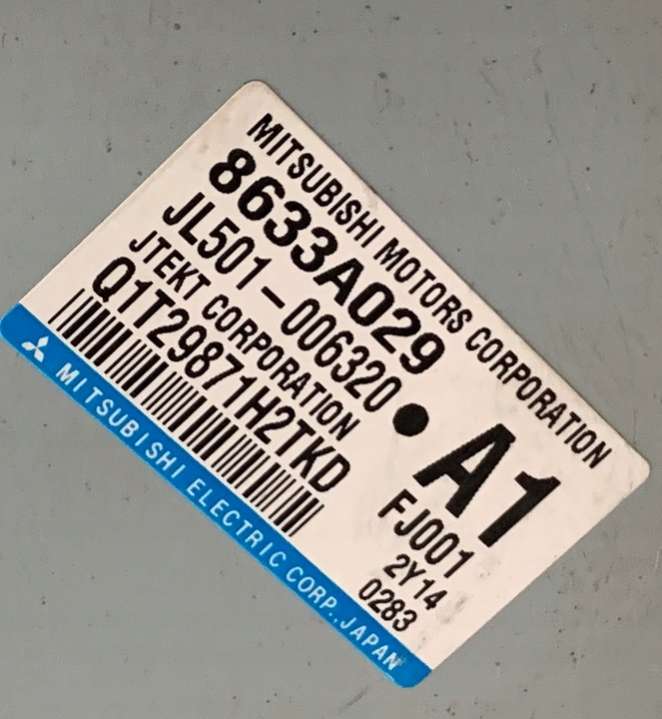 MITSUBISHI MOTORS CORPORATION
8633A029
JL501-006320
JTEKT CORPORATION
Q1T29871H2TKD
A1
FJ001
2Y14
0283
MITSUBISHI ELECTRIC CORP., JAPAN